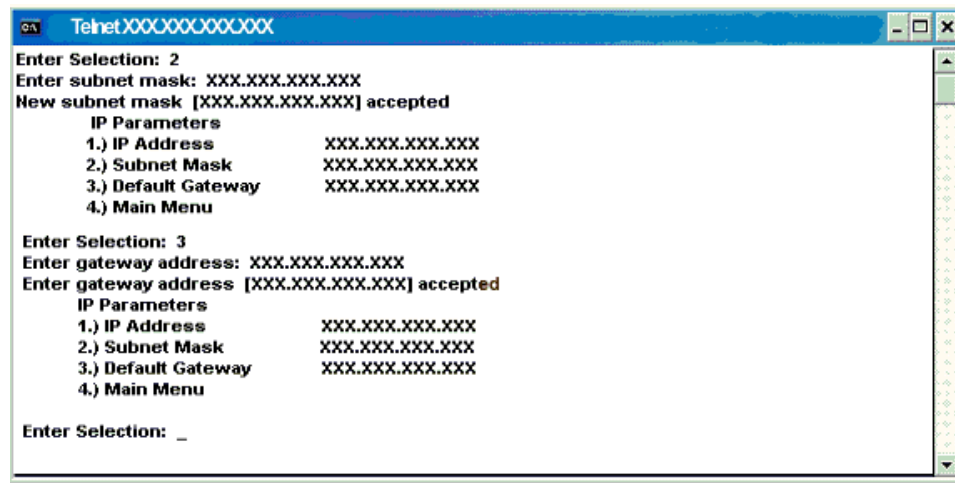 Telnet XXX.XXX.XXX.XXX
Enter Selection: 2
Enter subnet mask: XXX.XXX.XXX.XXX
New subnet mask [XXX.XXX.XXX.XXX] accepted
IP Parameters
1.) IP Address XXX.XXX.XXX.XXX
2.) Subnet Mask XXX.XXX.XXX.XXX
3.) Default Gateway XXX.XXX.XXX.XXX
4.) Main Menu
Enter Selection: 3
Enter gateway address: XXX.XXX.XXX.XXX
Enter gateway address [XXX.XXX.XXX.XXX] accepted
IP Parameters
1.) IP Address XXX.XXX.XXX.XXX
2.) Subnet Mask XXX.XXX.XXX.XXX
3.) Default Gateway XXX.XXX.XXX.XXX
4.) Main Menu
Enter Selection: _